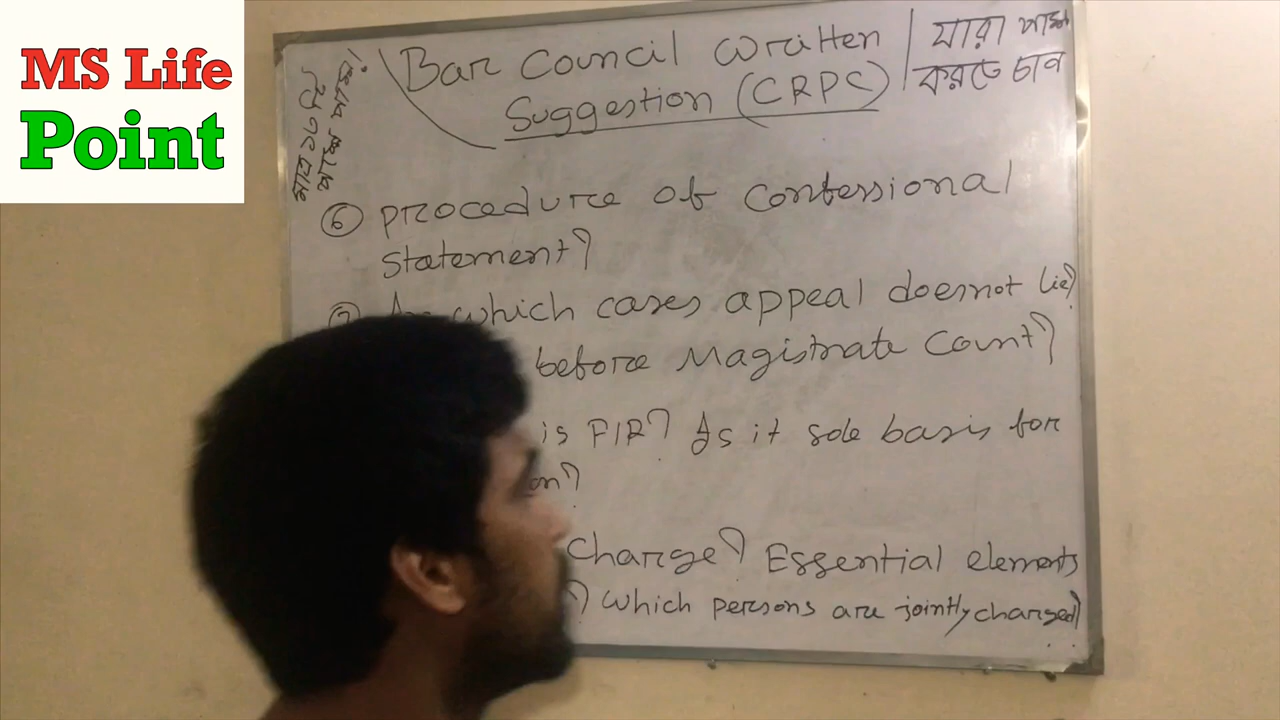 MS Life
Point
Bar Council Written
Suggestion (CRPC)
যারা পাশ
করতে চান
⑥ procedure of confessional
statement?
which cases appeal does not lie?
before Magistrate Court?
is FIR? Is it sole basis for
on?
Charge? Essential elements
? Which persons are jointly charged?